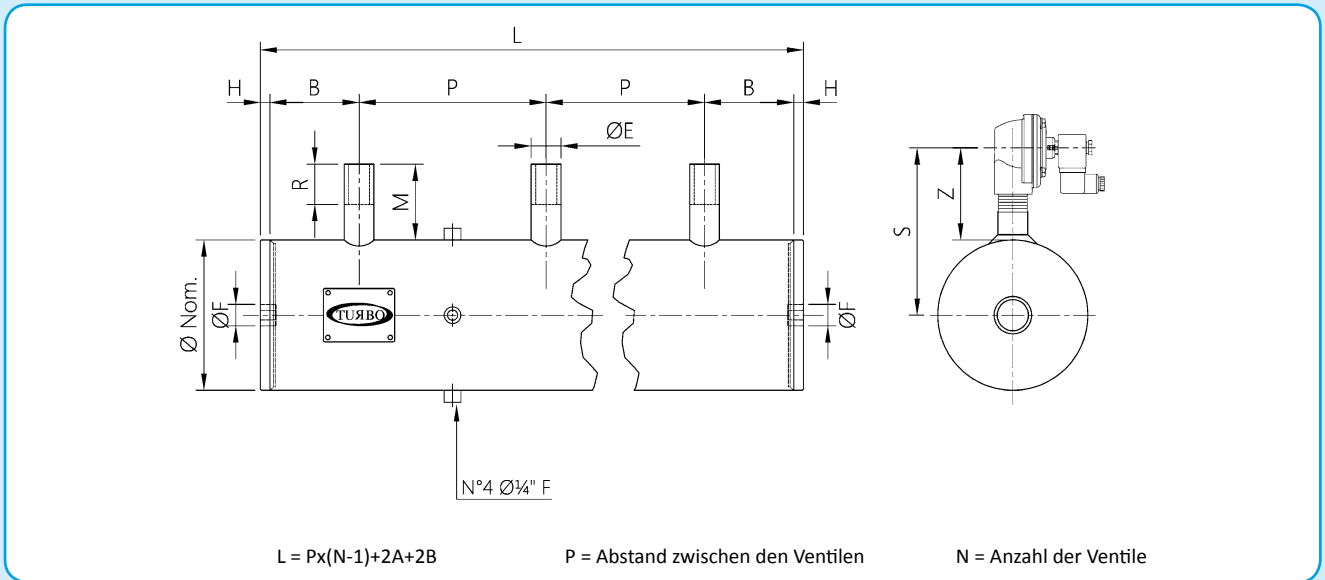 L
H B P P B H
ØE
R
M
Z
S
Ø Nom.
ØF
TURBO
ØF
N°4 Ø¼" F
L = Px(N-1)+2A+2B P = Abstand zwischen den Ventilen N = Anzahl der Ventile